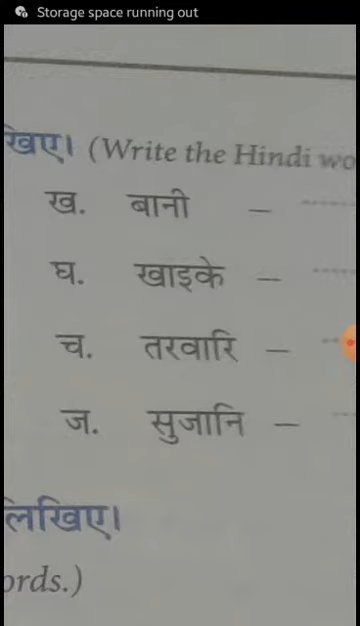 Storage space running out
खिए। (Write the Hindi wo
ख. बानी –
घ. खाइके –
च. तरवारि –
ज. सुजानि –
लिखिए।
ords.)